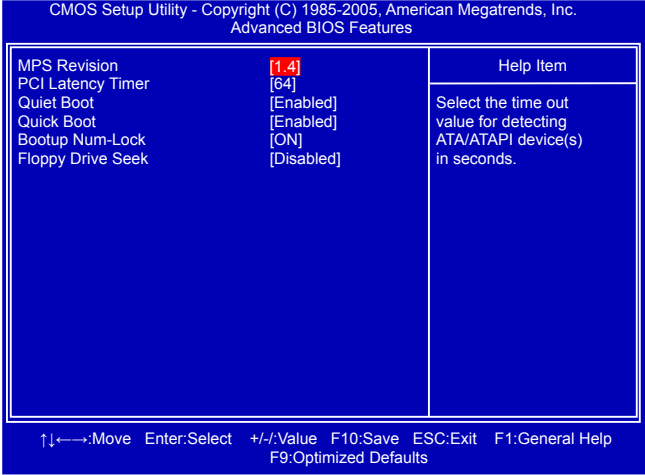 CMOS Setup Utility - Copyright (C) 1985-2005, American Megatrends, Inc.
Advanced BIOS Features
MPS Revision [1.4]
PCI Latency Timer [64]
Quiet Boot [Enabled]
Quick Boot [Enabled]
Bootup Num-Lock [ON]
Floppy Drive Seek [Disabled]
Help Item
Select the time out
value for detecting
ATA/ATAPI device(s)
in seconds.
↑↓←→:Move Enter:Select +/-/:Value F10:Save ESC:Exit F1:General Help
F9:Optimized Defaults